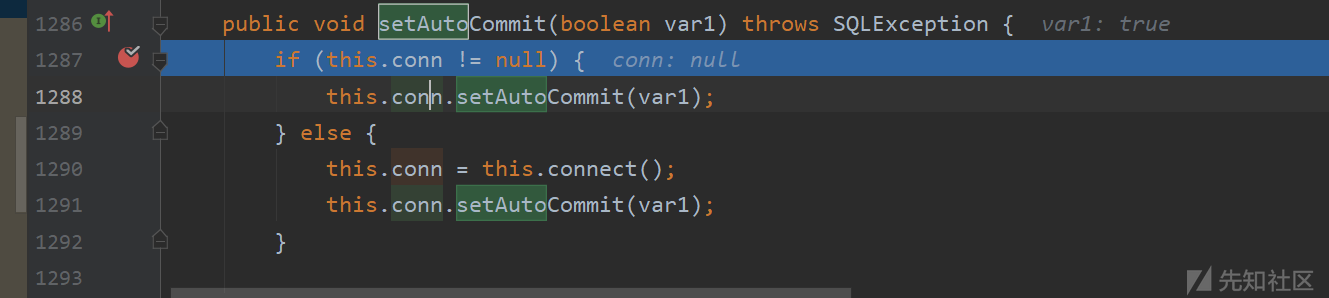 1286 public void setAutoCommit(boolean var1) throws SQLException { var1: true
1287 if (this.conn != null) { conn: null
1288 this.conn.setAutoCommit(var1);
1289 } else {
1290 this.conn = this.connect();
1291 this.conn.setAutoCommit(var1);
1292 }
1293
先知社区